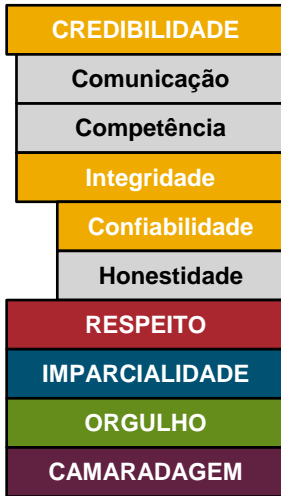 CREDIBILIDADE
Comunicação
Competência
Integridade
Confiabilidade
Honestidade
RESPEITO
IMPARCIALIDADE
ORGULHO
CAMARADAGEM